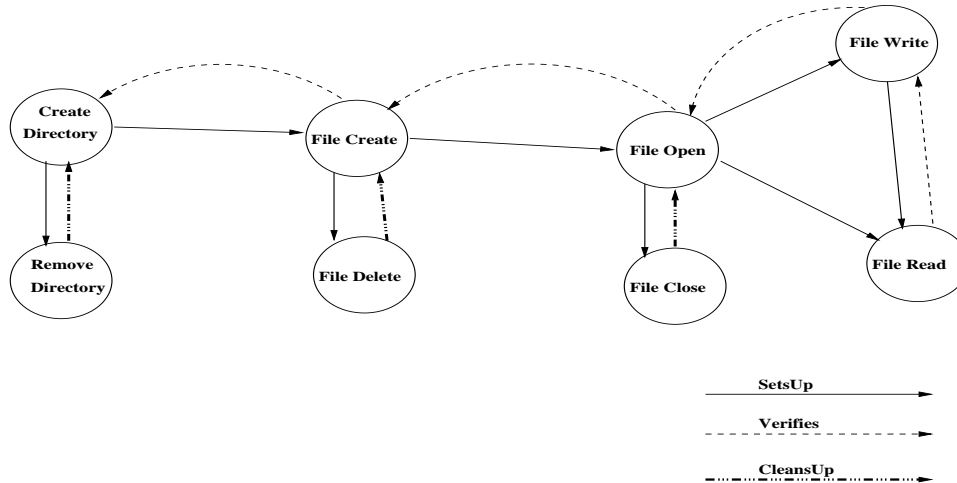 File Write
Create
Directory
File Create
File Open
Remove
Directory
File Delete
File Close
File Read
SetsUp
Verifies
CleansUp